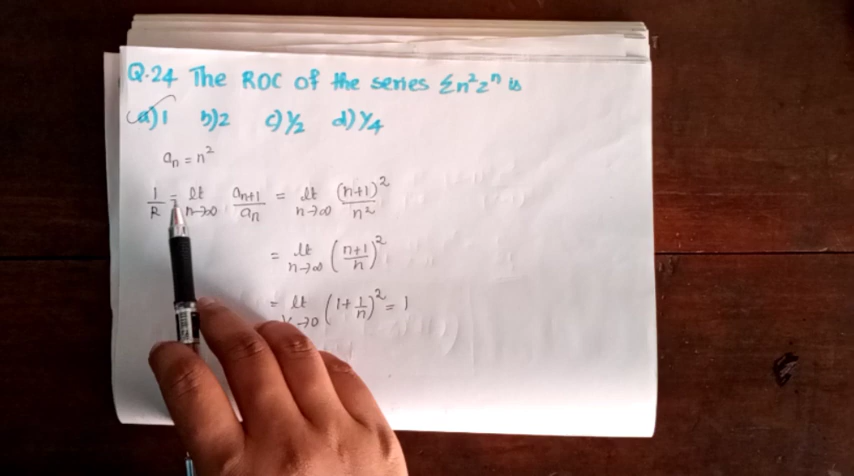 Q.24 The ROC of the series Σn²zⁿ is
a) 1 b) 2 c) ½ d) ¼
aₙ = n²
1/R = lt n→∞ aₙ₊₁/aₙ = lt n→∞ (n+1)²/n²
= lt n→∞ ((n+1)/n)²
= lt →0 (1+1/n)² = 1